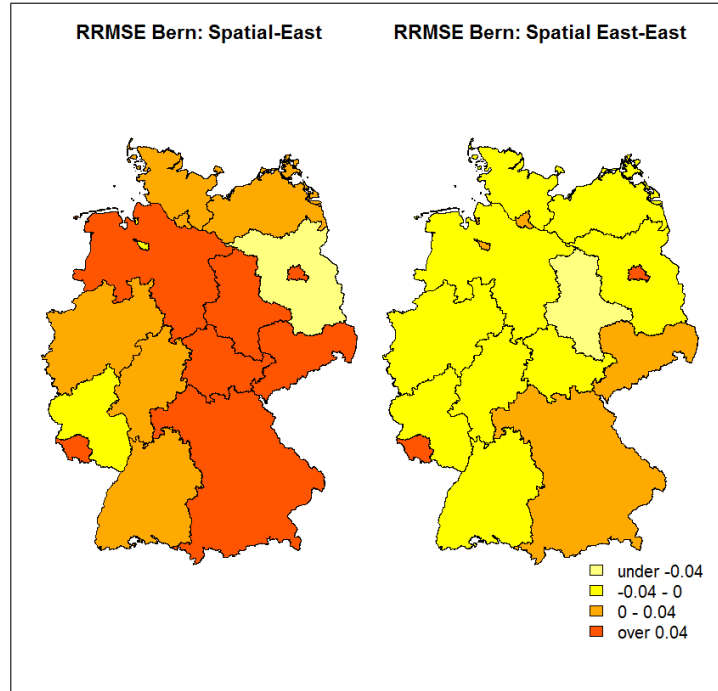 RRMSE Bern: Spatial-East
RRMSE Bern: Spatial East-East
under -0.04
-0.04 - 0
0 - 0.04
over 0.04